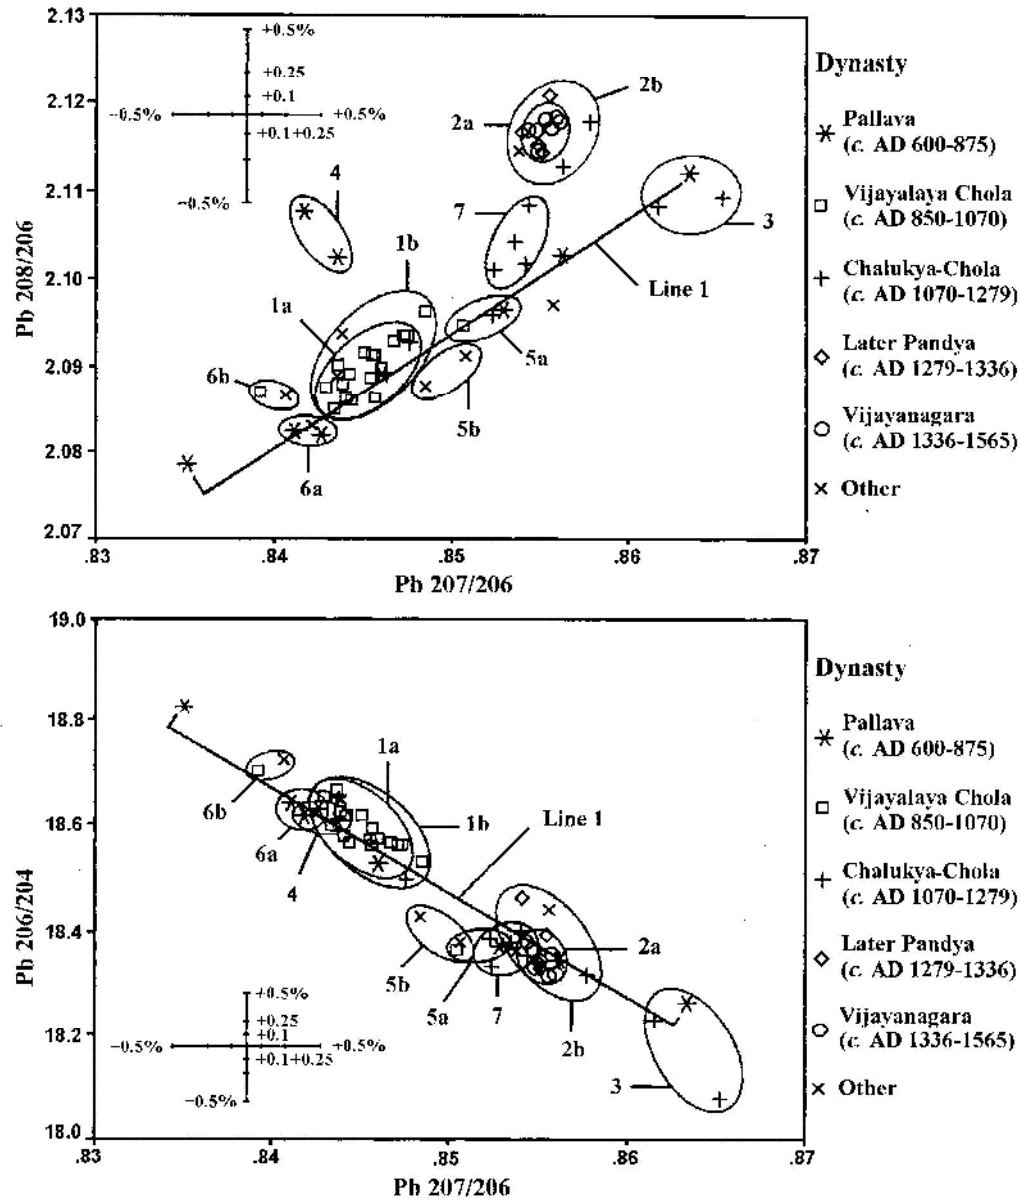 2.13
2.12
2.11
2.10
2.09
2.08
2.07
Pb 208/206
+0.5%
+0.25
+0.1
−0.5%
+0.5%
+0.1+0.25
−0.5%
2b
2a
4
7
3
1b
Line 1
1a
5a
6b
5b
6a
.83
.84
.85
.86
.87
Pb 207/206
Dynasty
Pallava
(c. AD 600-875)
Vijayalaya Chola
(c. AD 850-1070)
Chalukya-Chola
(c. AD 1070-1279)
Later Pandya
(c. AD 1279-1336)
Vijayanagara
(c. AD 1336-1565)
Other
19.0
18.8
18.6
18.4
18.2
18.0
Pb 206/204
1a
6b
1b
Line 1
6a
4
2a
5b
5a
7
2b
3
+0.5%
+0.25
+0.1
−0.5%
+0.5%
+0.1+0.25
−0.5%
.83
.84
.85
.86
.87
Pb 207/206
Dynasty
Pallava
(c. AD 600-875)
Vijayalaya Chola
(c. AD 850-1070)
Chalukya-Chola
(c. AD 1070-1279)
Later Pandya
(c. AD 1279-1336)
Vijayanagara
(c. AD 1336-1565)
Other